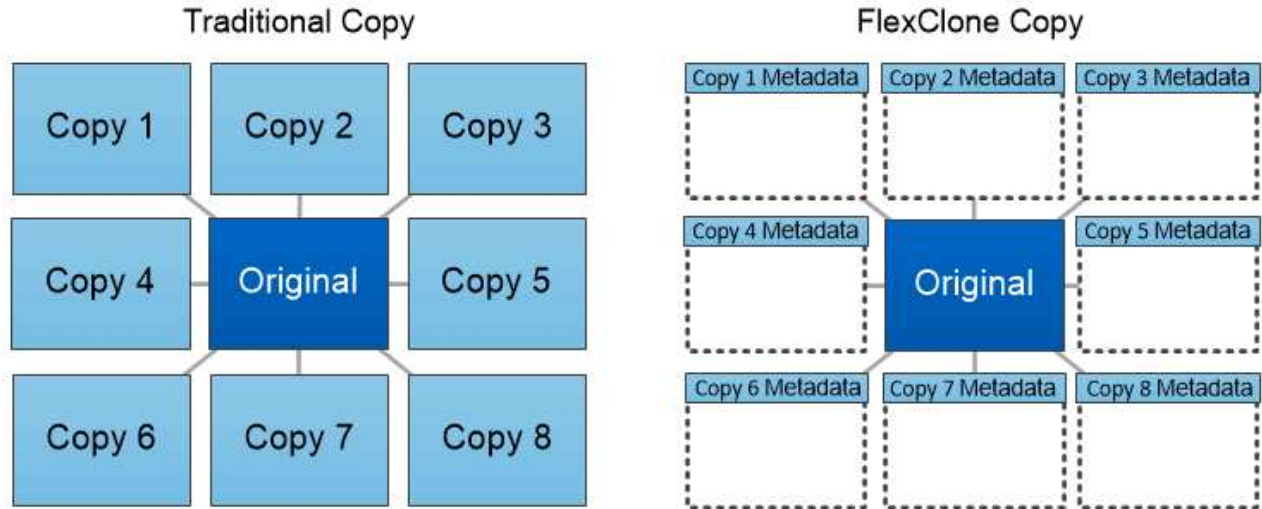 Traditional Copy
Copy 1
Copy 2
Copy 3
Copy 4
Original
Copy 5
Copy 6
Copy 7
Copy 8
FlexClone Copy
Copy 1 Metadata
Copy 2 Metadata
Copy 3 Metadata
Copy 4 Metadata
Original
Copy 5 Metadata
Copy 6 Metadata
Copy 7 Metadata
Copy 8 Metadata